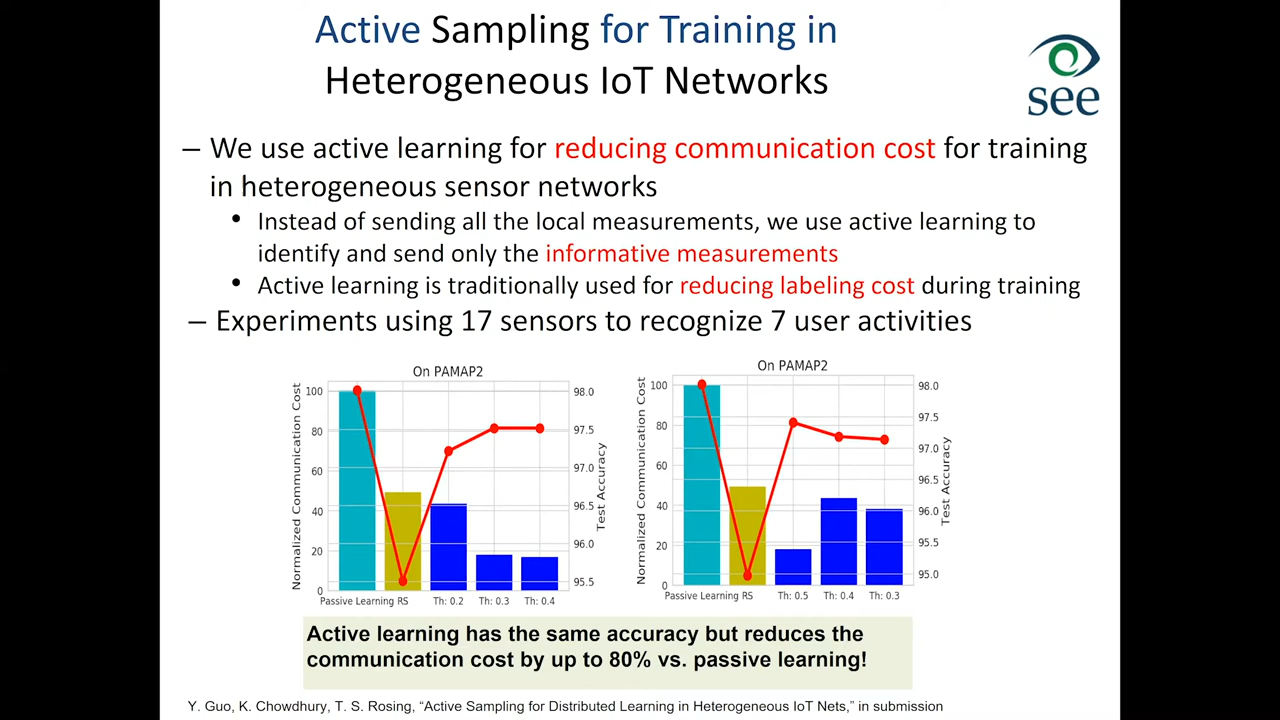 Active Sampling for Training in
Heterogeneous IoT Networks
see
– We use active learning for reducing communication cost for training
in heterogeneous sensor networks
• Instead of sending all the local measurements, we use active learning to
identify and send only the informative measurements
• Active learning is traditionally used for reducing labeling cost during training
– Experiments using 17 sensors to recognize 7 user activities
On PAMAP2
Normalized Communication Cost
100
80
60
40
20
0
98.0
97.5
97.0
96.5
96.0
95.5
Test Accuracy
Passive Learning RS Th: 0.2 Th: 0.3 Th: 0.4
On PAMAP2
Normalized Communication Cost
100
80
60
40
20
0
98.0
97.5
97.0
96.5
96.0
95.5
95.0
Test Accuracy
Passive Learning RS Th: 0.5 Th: 0.4 Th: 0.3
Active learning has the same accuracy but reduces the
communication cost by up to 80% vs. passive learning!
Y. Guo, K. Chowdhury, T. S. Rosing, “Active Sampling for Distributed Learning in Heterogeneous IoT Nets,” in submission